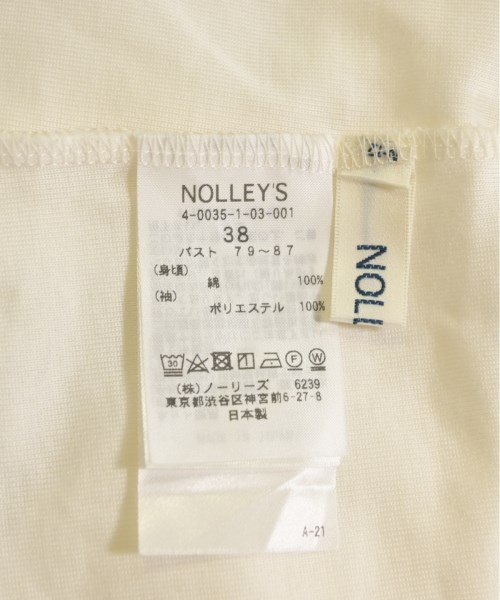 NOLLEY'S
4-0035-1-03-001
38
バスト 79～87
(身頃)
綿 100%
(袖)
ポリエステル 100%
30
F
W
(株)ノーリーズ 6239
東京都渋谷区神宮前6-27-8
日本製
A-21
NOLL